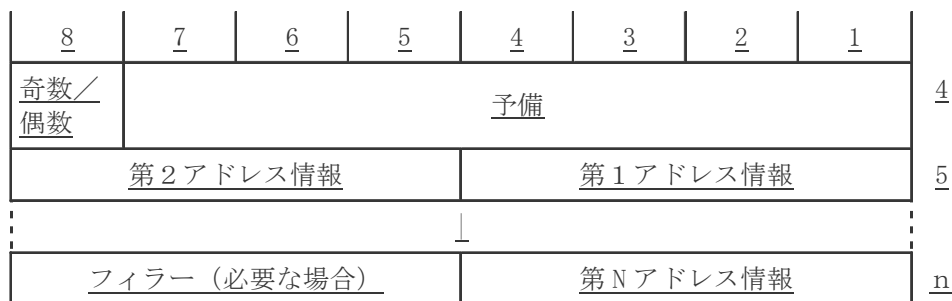 8 7 6 5 4 3 2 1
奇数／
偶数
予備 4
第２アドレス情報 第１アドレス情報 5
フィラー（必要な場合） 第Nアドレス情報 n